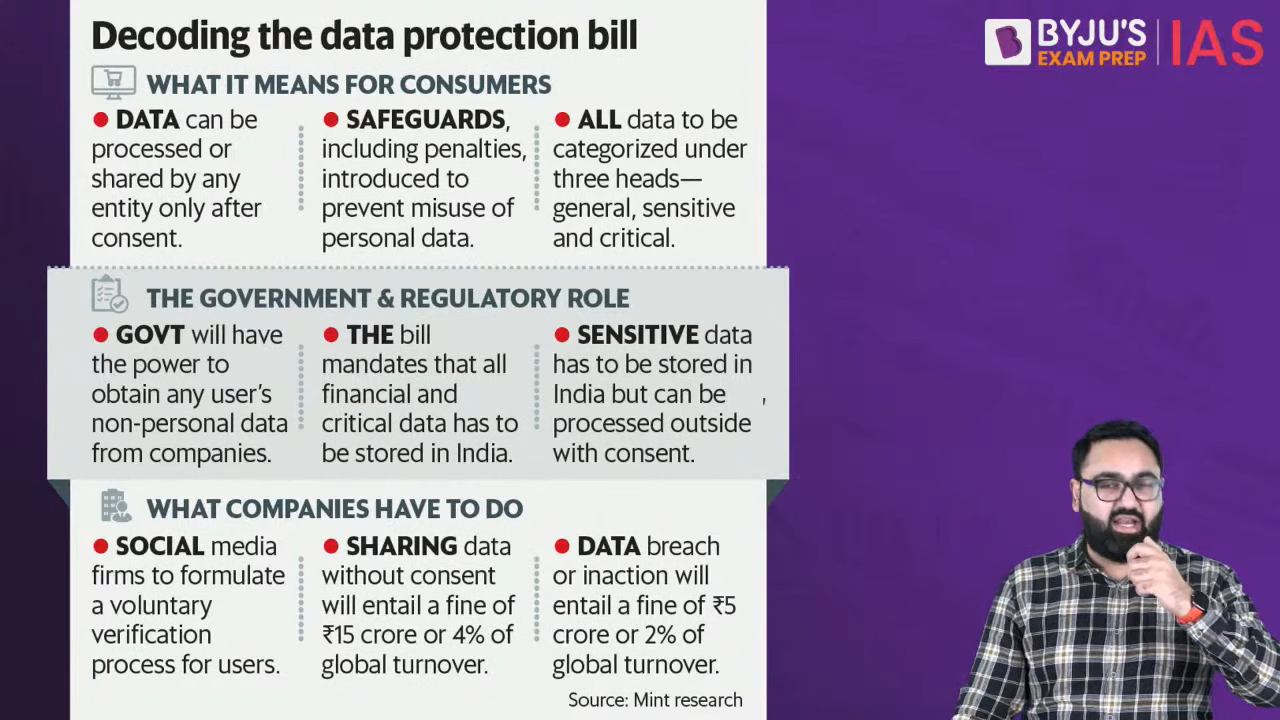 Decoding the data protection bill
BYJU'S
EXAM PREP
IAS
WHAT IT MEANS FOR CONSUMERS
● DATA can be
processed or
shared by any
entity only after
consent.
● SAFEGUARDS,
including penalties,
introduced to
prevent misuse of
personal data.
● ALL data to be
categorized under
three heads—
general, sensitive
and critical.
THE GOVERNMENT & REGULATORY ROLE
● GOVT will have
the power to
obtain any user's
non-personal data
from companies.
● THE bill
mandates that all
financial and
critical data has to
be stored in India.
● SENSITIVE data
has to be stored in
India but can be
processed outside
with consent.
WHAT COMPANIES HAVE TO DO
● SOCIAL media
firms to formulate
a voluntary
verification
process for users.
● SHARING data
without consent
will entail a fine of
₹15 crore or 4% of
global turnover.
● DATA breach
or inaction will
entail a fine of ₹5
crore or 2% of
global turnover.
Source: Mint research